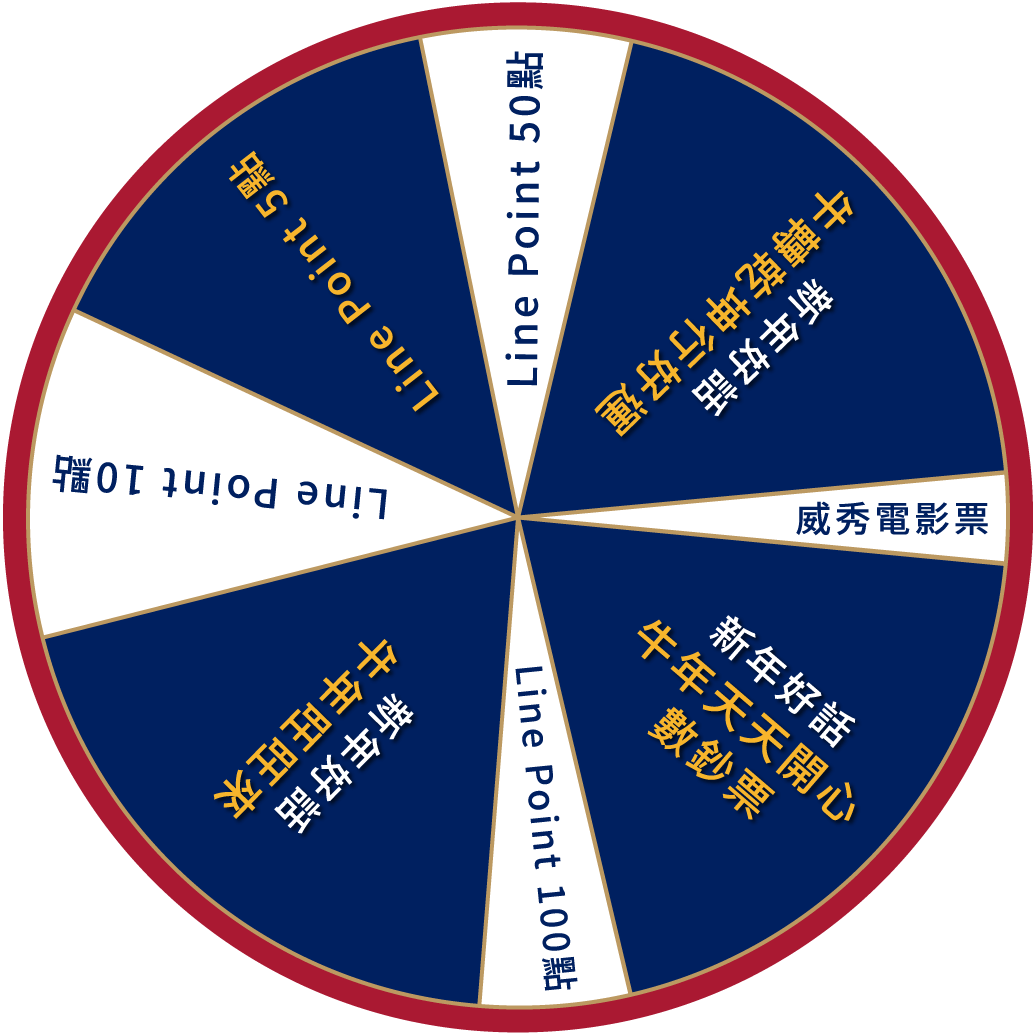 Line Point 50點
新年好話
牛轉乾坤行好運
威秀電影票
新年好話
牛年天天開心
數鈔票
Line Point 100點
新年好話
牛年旺旺來
Line Point 10點
Line Point 5點